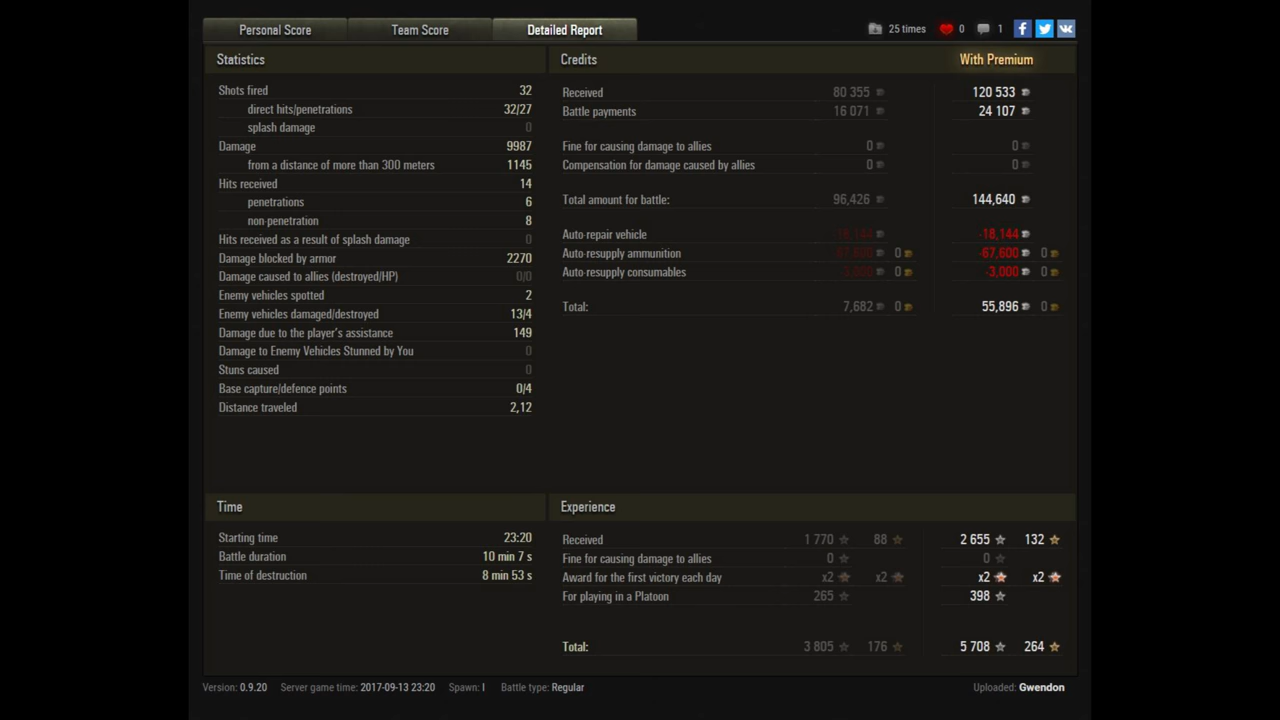 Personal Score Team Score Detailed Report 25 times 0 1
Statistics
Shots fired 32
direct hits/penetrations 32/27
splash damage 0
Damage 9987
from a distance of more than 300 meters 1145
Hits received 14
penetrations 6
non-penetration 8
Hits received as a result of splash damage 0
Damage blocked by armor 2270
Damage caused to allies (destroyed/HP) 0/0
Enemy vehicles spotted 2
Enemy vehicles damaged/destroyed 13/4
Damage due to the player's assistance 149
Damage to Enemy Vehicles Stunned by You 0
Stuns caused 0
Base capture/defence points 0/4
Distance traveled 2,12
Credits With Premium
Received 80 355 120 533
Battle payments 16 071 24 107
Fine for causing damage to allies 0 0
Compensation for damage caused by allies 0 0
Total amount for battle: 96,426 144,640
Auto repair vehicle -18,144 -18,144
Auto-resupply ammunition -67,600 0 -67,600 0
Auto resupply consumables -3,000 0 -3,000 0
Total: 7,682 0 55,896 0
Time
Starting time 23:20
Battle duration 10 min 7 s
Time of destruction 8 min 53 s
Experience
Received 1 770 88 2 655 132
Fine for causing damage to allies 0 0
Award for the first victory each day x2 x2 x2 x2
For playing in a Platoon 265 398
Total: 3 805 176 5 708 264
Version: 0.9.20 Server game time: 2017-09-13 23:20 Spawn: I Battle type: Regular Uploaded: Gwendon